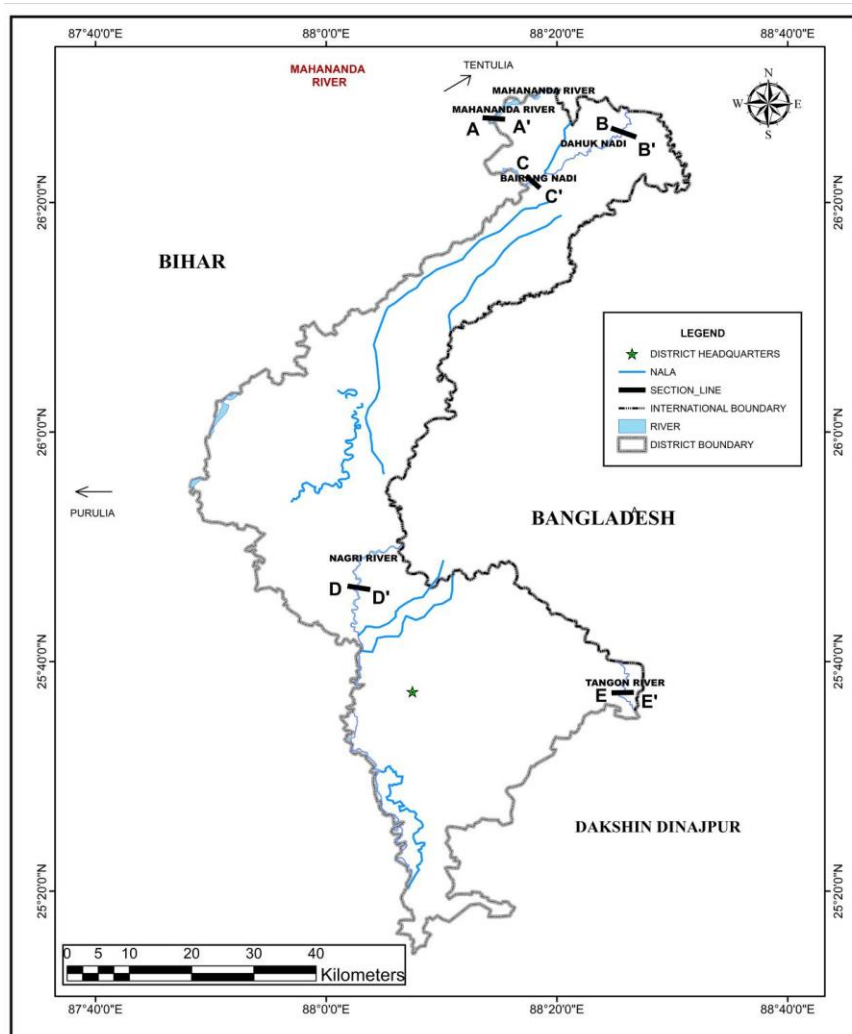 87°40'0"E
88°0'0"E
88°20'0"E
88°40'0"E
MAHANANDA
RIVER
TENTULIA
MAHANANDA RIVER
MAHANANDA RIVER
A
A'
B
B'
DAHUK NADI
C
BAIRANG NADI
C'
N
W
E
S
26°20'0"N
26°20'0"N
BIHAR
LEGEND
DISTRICT HEADQUARTERS
NALA
SECTION_LINE
INTERNATIONAL BOUNDARY
RIVER
DISTRICT BOUNDARY
26°0'0"N
26°0'0"N
PURULIA
BANGLADESH
NAGRI RIVER
D
D'
25°40'0"N
25°40'0"N
TANGON RIVER
E
E'
DAKSHIN DINAJPUR
25°20'0"N
25°20'0"N
0 5 10 20 30 40
Kilometers
87°40'0"E
88°0'0"E
88°20'0"E
88°40'0"E